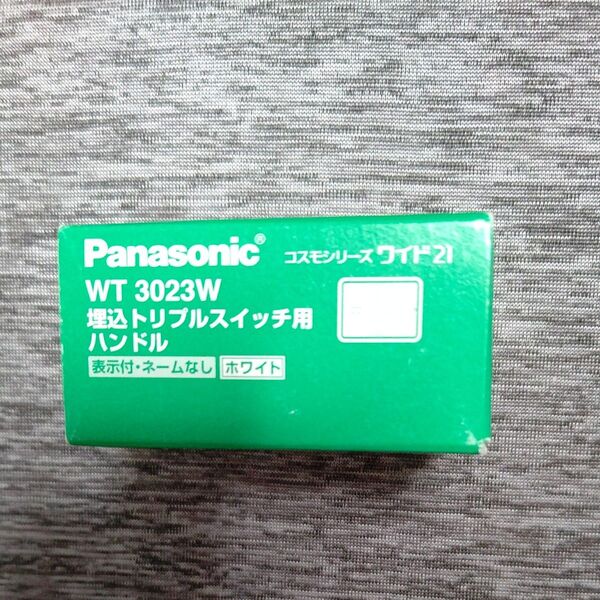 Panasonic® コスモシリーズ ワイド21
WT 3023W
埋込トリプルスイッチ用
ハンドル
表示付・ネームなし ホワイト